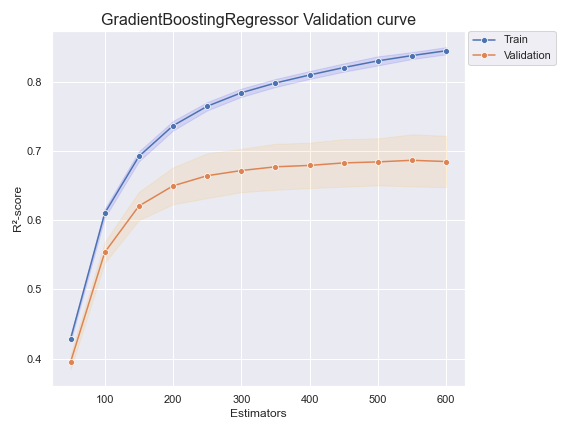 GradientBoostingRegressor Validation curve
Train
Validation
R²-score
0.8
0.7
0.6
0.5
0.4
100 200 300 400 500 600
Estimators